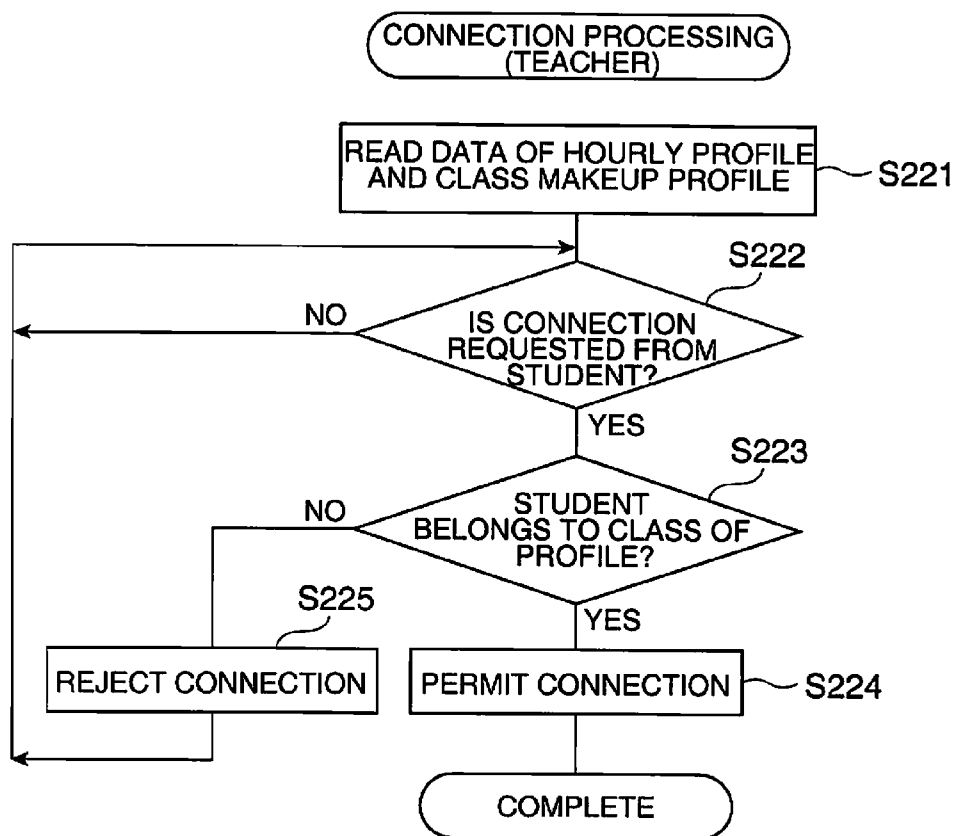 CONNECTION PROCESSING
(TEACHER)
READ DATA OF HOURLY PROFILE
AND CLASS MAKEUP PROFILE
S221
S222
NO
IS CONNECTION
REQUESTED FROM
STUDENT?
YES
S223
NO
STUDENT
BELONGS TO CLASS OF
PROFILE?
YES
S225
REJECT CONNECTION
PERMIT CONNECTION
S224
COMPLETE